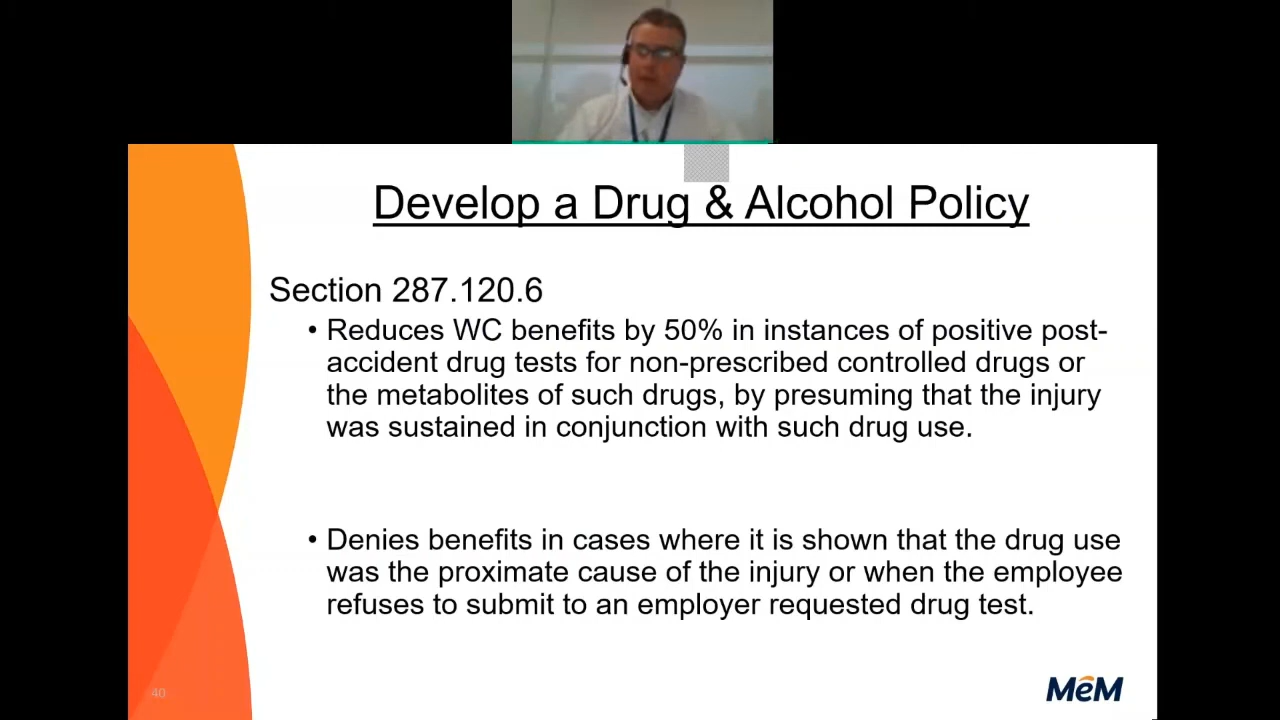 Develop a Drug & Alcohol Policy
Section 287.120.6
• Reduces WC benefits by 50% in instances of positive post-
accident drug tests for non-prescribed controlled drugs or
the metabolites of such drugs, by presuming that the injury
was sustained in conjunction with such drug use.
• Denies benefits in cases where it is shown that the drug use
was the proximate cause of the injury or when the employee
refuses to submit to an employer requested drug test.
40
MêM